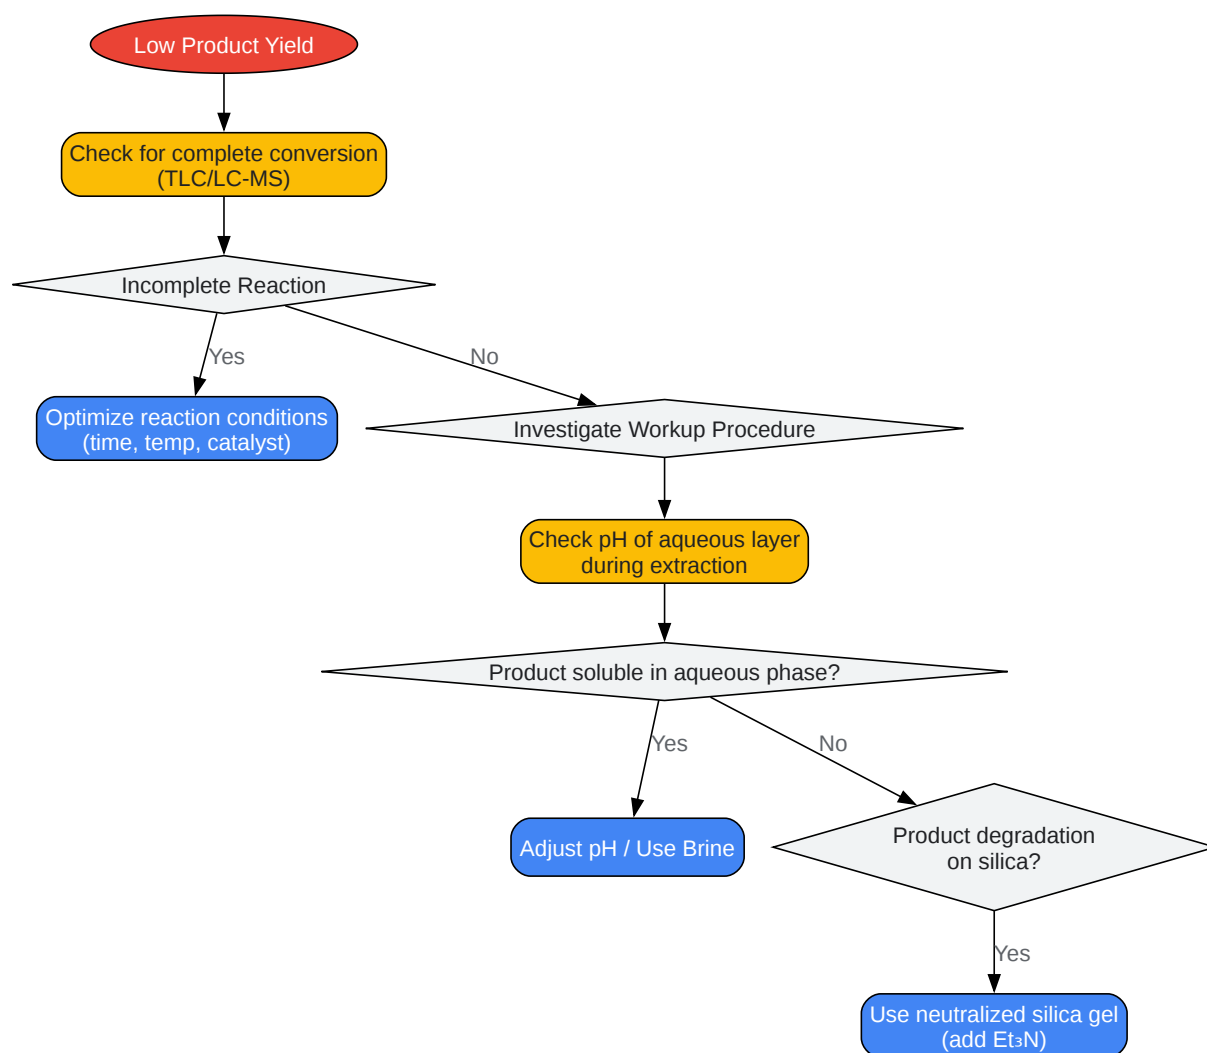 Low Product Yield
Check for complete conversion
(TLC/LC-MS)
Incomplete Reaction
Yes
No
Optimize reaction conditions
(time, temp, catalyst)
Investigate Workup Procedure
Check pH of aqueous layer
during extraction
Product soluble in aqueous phase?
Yes
No
Adjust pH / Use Brine
Product degradation
on silica?
Yes
Use neutralized silica gel
(add Et₃N)